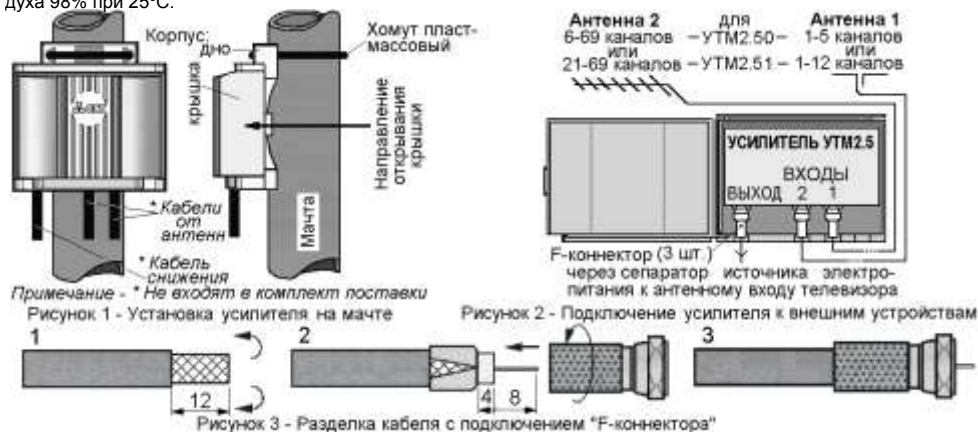 духа 98% при 25°С.
Корпус:
дно
крышка
Хомут пласт-
массовый
Направление
открывания
крышки
Мачта
* Кабели
от
антенн
* Кабель
снижения
Примечание - * Не входят в комплект поставки
Рисунок 1 - Установка усилителя на мачте
Антенна 2 для Антенна 1
6-69 каналов – УТМ2.50 – 1-5 каналов
или или
21-69 каналов – УТМ2.51 – 1-12 каналов
УСИЛИТЕЛЬ УТМ2.5
ВХОДЫ
ВЫХОД 2 1
F-коннектор (3 шт.)
через сепаратор источника электро-
питания к антенному входу телевизора
Рисунок 2 - Подключение усилителя к внешним устройствам
1
12
2
4 8
3
Рисунок 3 - Разделка кабеля с подключением "F-коннектора"